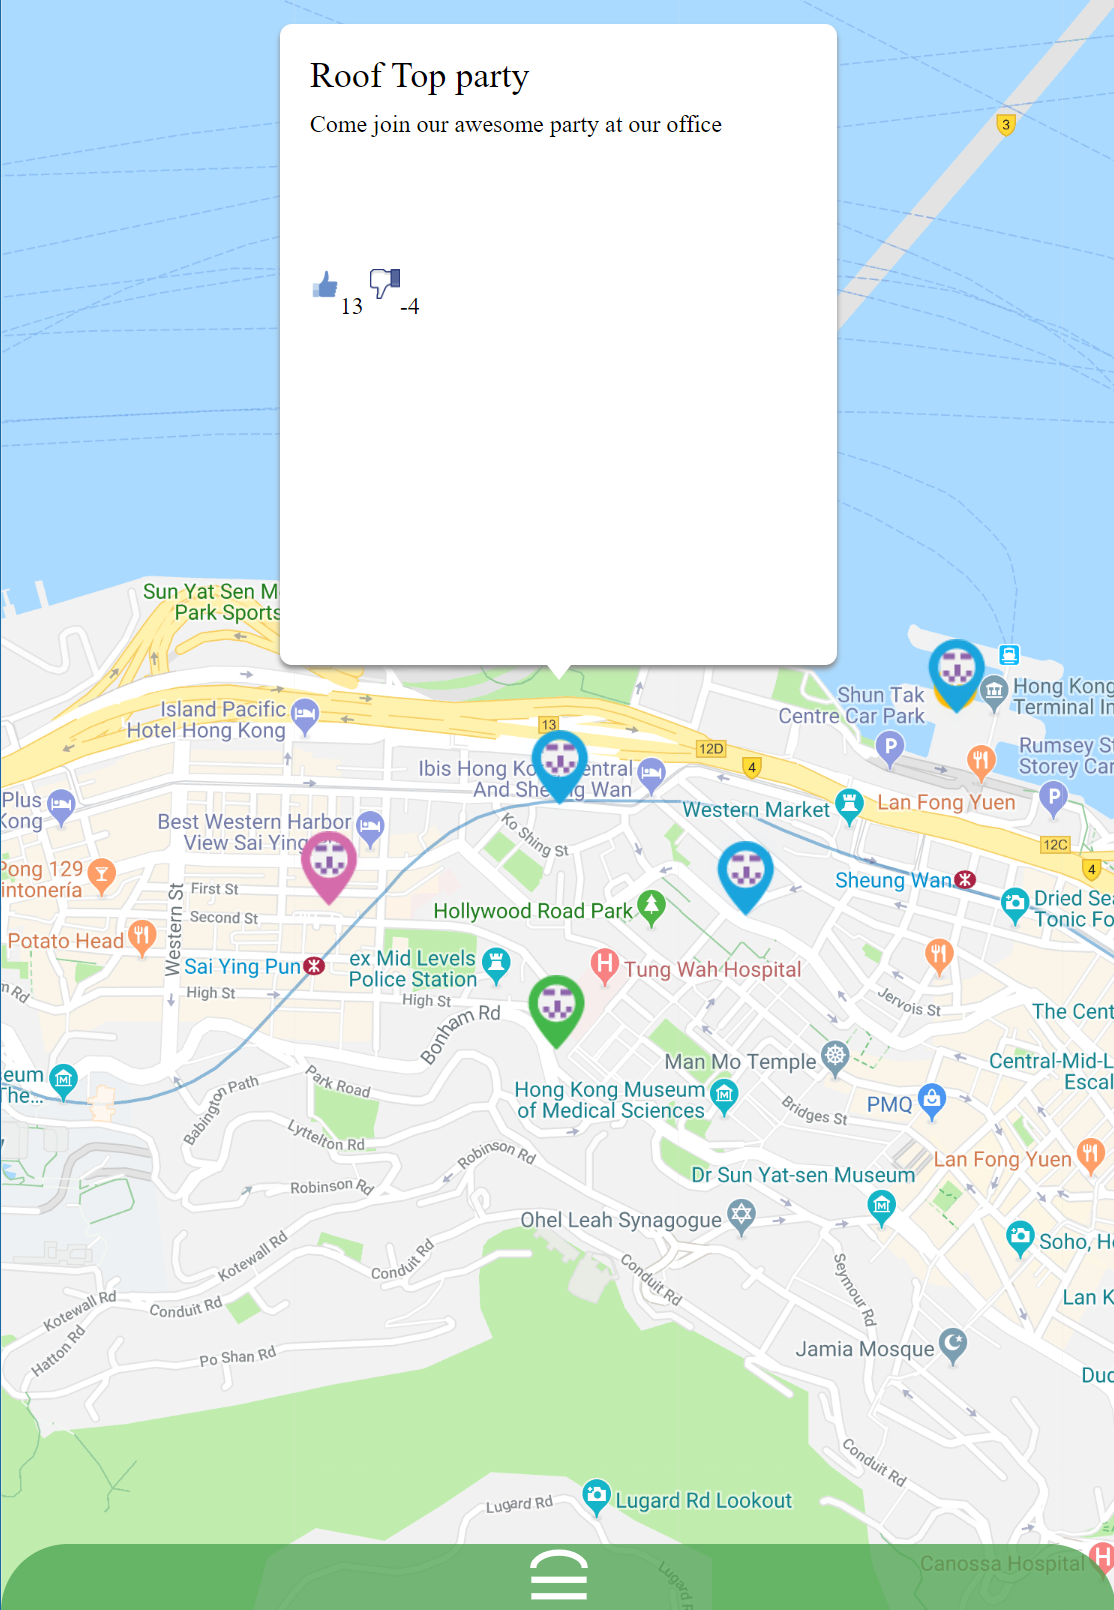 Roof Top party
Come join our awesome party at our office
13
-4
3
Sun Yat Sen M
Park Sports
Shun Tak
Centre Car Park
Hong Kong
Terminal In
Island Pacific
Hotel Hong Kong
13
12D
4
Rumsey St
Storey Car
Ibis Hong Ko entral
And She g Wan
Plus
Kong
Western Market
Lan Fong Yuen
P
P
Best Western Harbor
View Sai Ying
Ko Shing St
12C
4
Pong 129
intonería
First St
Second St
Western St
Sheung Wan
Dried Sea
Tonic Fo
Hollywood Road Park
Potato Head
Sai Ying Pun
ex Mid Levels
Police Station
H
Tung Wah Hospital
m Rd
High St
High St
Bonham Rd
Jervois St
The Cent
Man Mo Temple
Central-Mid-L
Escal
eum
The...
Park Road
Babington Path
Hong Kong Museum
of Medical Sciences
PMQ
Bridges St
Lyttelton Rd
Robinson Rd
Lan Fong Yuen
Dr Sun Yat-sen Museum
Robinson Rd
Ohel Leah Synagogue
Soho, Ho
Kotewall Rd
Conduit Rd
Conduit Rd
Seymour Rd
Kotewall Rd
Conduit Rd
Lan K
Hatton Rd
Po Shan Rd
Jamia Mosque
Dud
Conduit Rd
Lugard Rd
Lugard Rd Lookout
Canossa Hospital
H
Lugard R